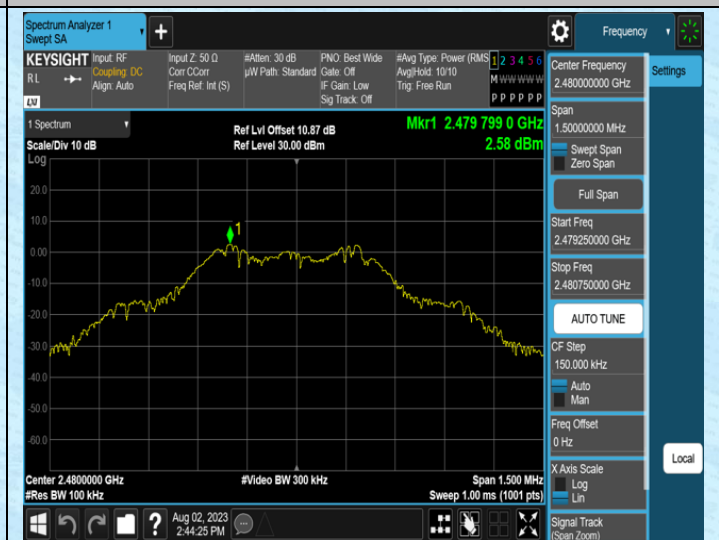 Spectrum Analyzer 1
Swept SA
Frequency
KEYSIGHT
RL
LXI
Input: RF
Coupling: DC
Align: Auto
Input Z: 50 Ω
Corr CCorr
Freq Ref: Int (S)
#Atten: 30 dB
µW Path: Standard
PNO: Best Wide
Gate: Off
IF Gain: Low
Sig Track: Off
#Avg Type: Power (RMS
Avg|Hold: 10/10
Trig: Free Run
1 2 3 4 5 6
M W W W W W
P P P P P P
Center Frequency
2.480000000 GHz
Settings
Span
1.50000000 MHz
Swept Span
Zero Span
Full Span
Start Freq
2.479250000 GHz
Stop Freq
2.480750000 GHz
AUTO TUNE
CF Step
150.000 kHz
Auto
Man
Freq Offset
0 Hz
X Axis Scale
Log
Lin
Signal Track
(Span Zoom)
Local
1 Spectrum
Scale/Div 10 dB
Log
Ref Lvl Offset 10.87 dB
Ref Level 30.00 dBm
Mkr1 2.479 799 0 GHz
2.58 dBm
1
20.0
10.0
0.00
-10.0
-20.0
-30.0
-40.0
-50.0
-60.0
Center 2.4800000 GHz
#Res BW 100 kHz
#Video BW 300 kHz
Span 1.500 MHz
Sweep 1.00 ms (1001 pts)
?
Aug 02, 2023
2:44:25 PM